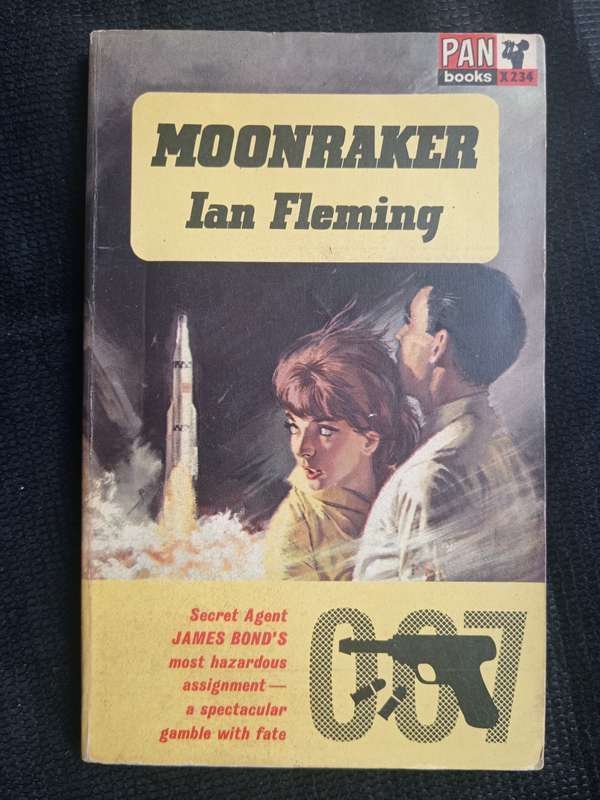 PAN
books X234
MOONRAKER
Ian Fleming
Secret Agent
JAMES BOND'S
most hazardous
assignment—
a spectacular
gamble with fate
007